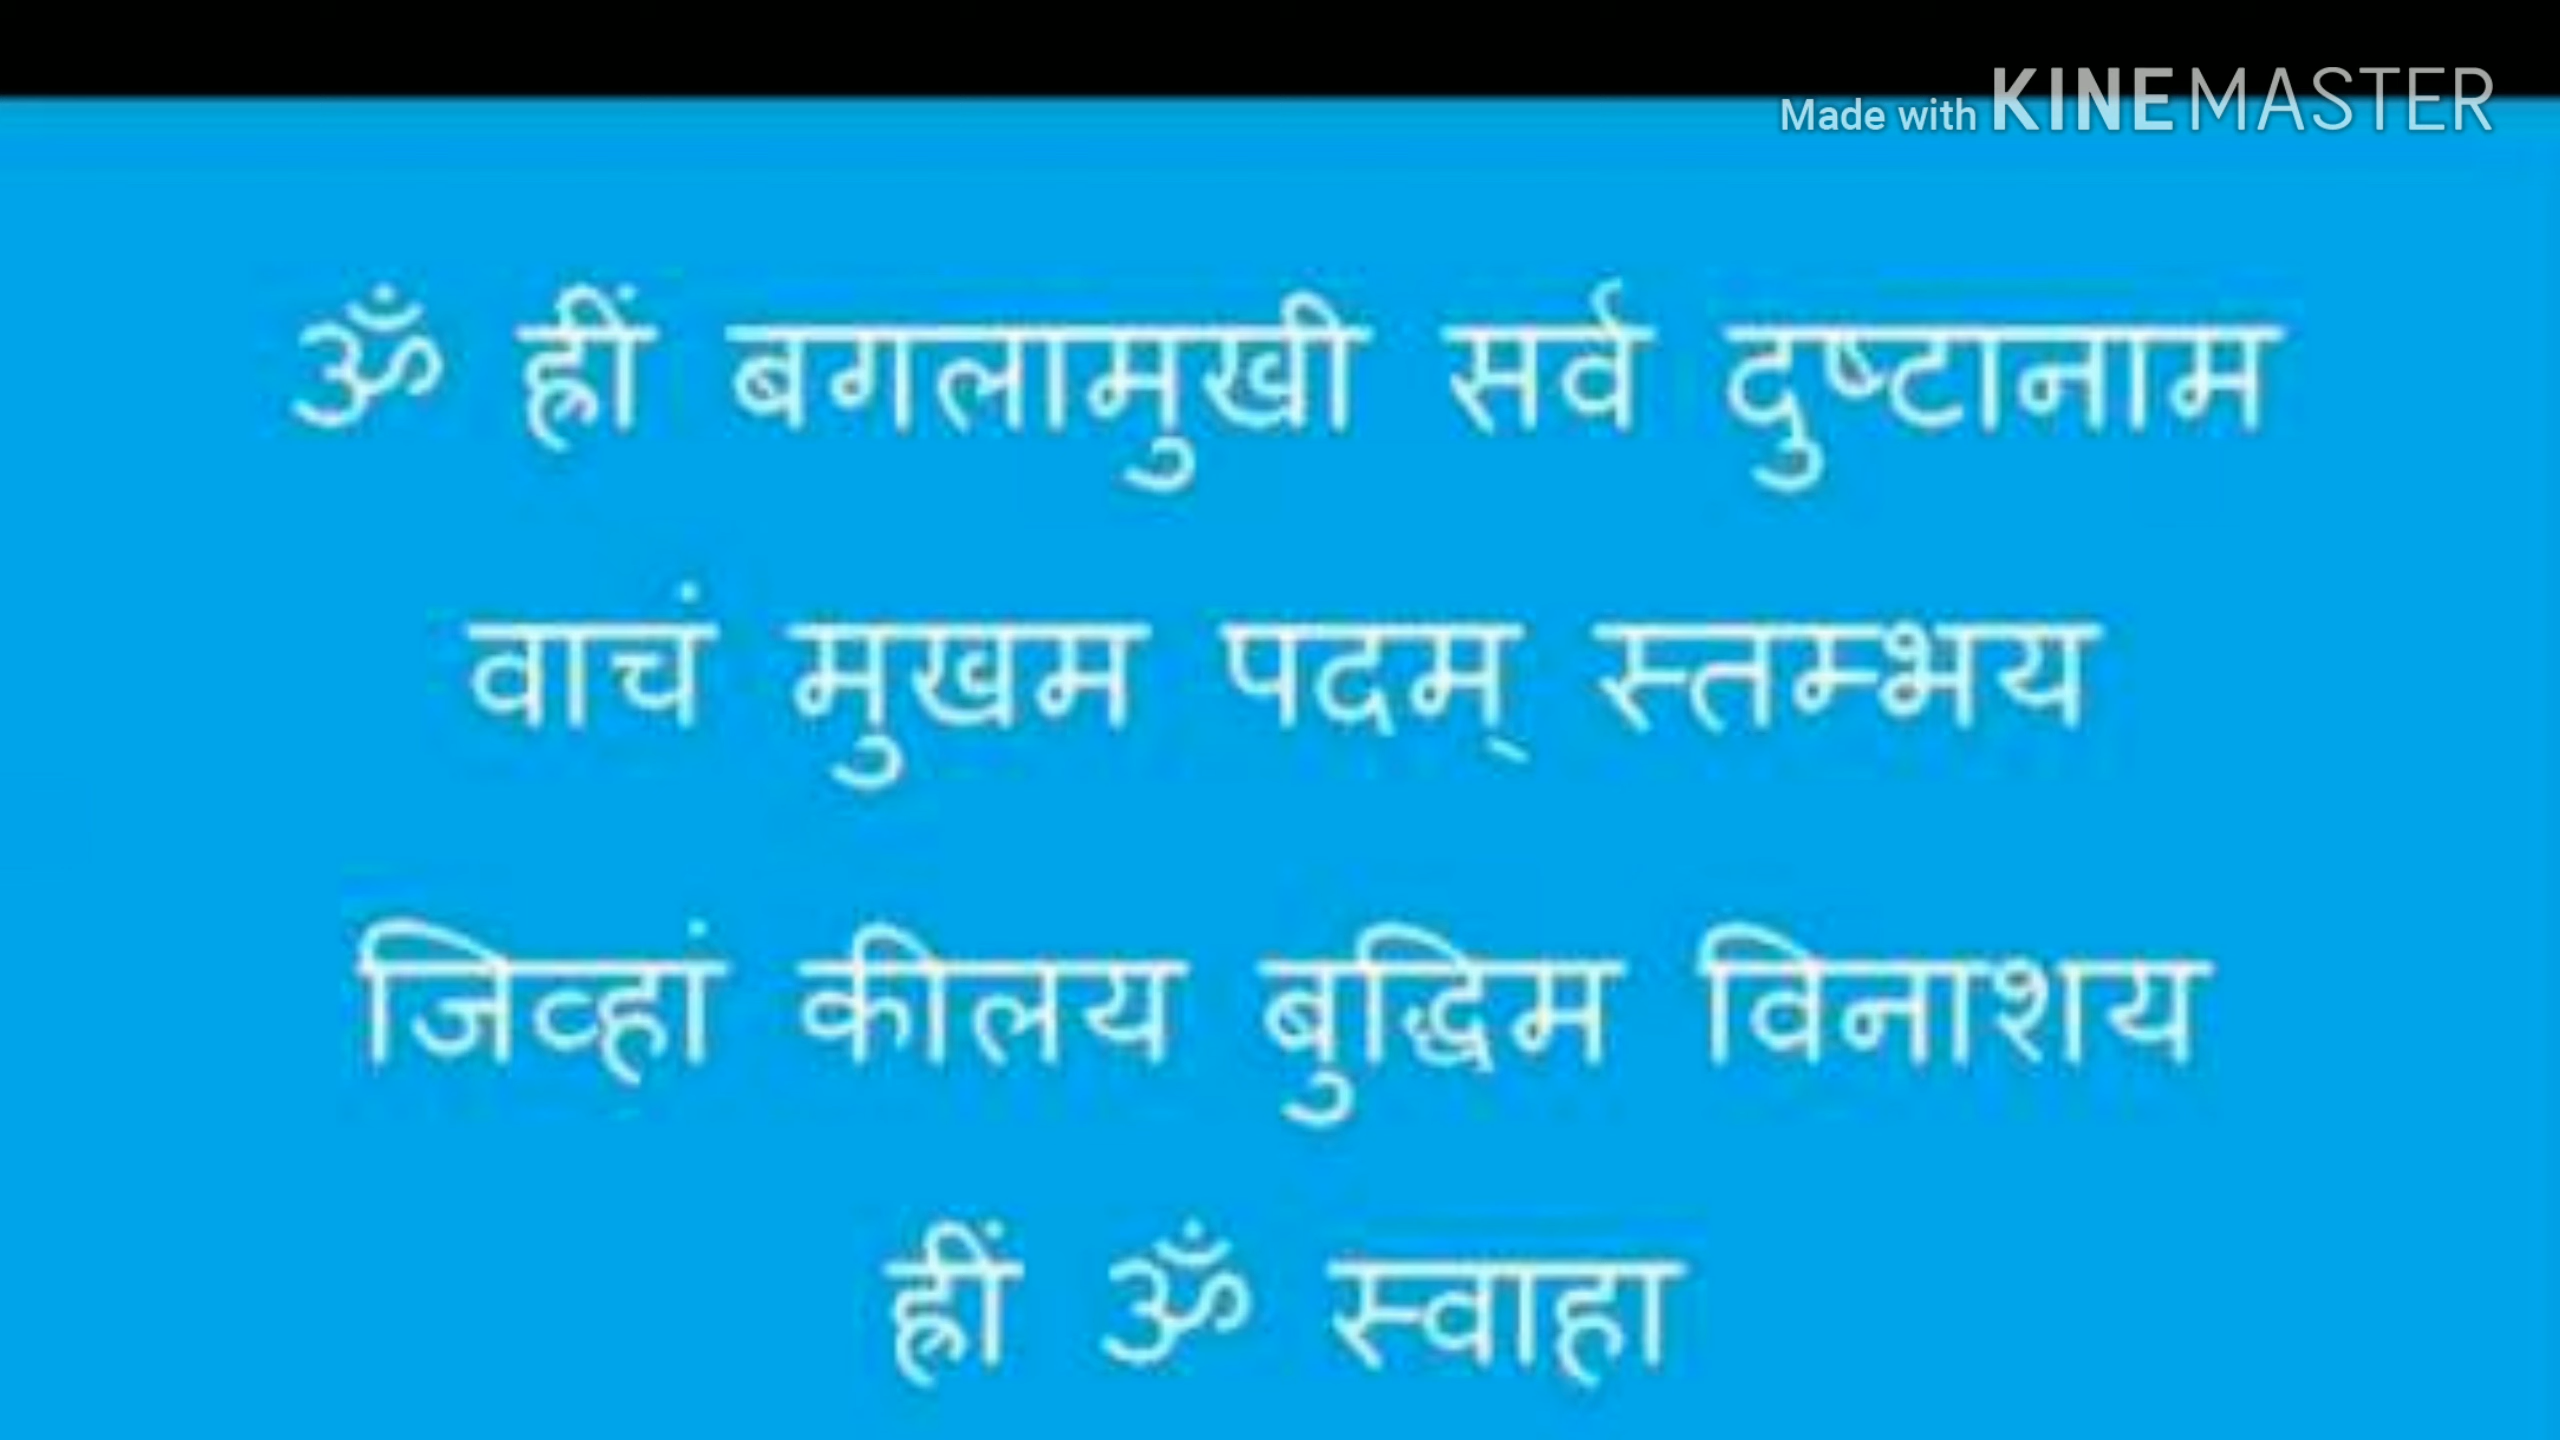 Made with KINEMASTER
ॐ ह्रीं बगलामुखी सर्व दुष्टानाम
वाचं मुखम पदम् स्तम्भय
जिव्हां कीलय बुद्धिम विनाशय
ह्रीं ॐ स्वाहा